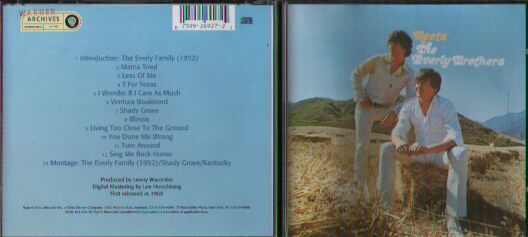 WARNER
ARCHIVES
7599-26927-2
1 Introduction: The Everly Family (1952)
2 Mama Tried
3 Less Of Me
4 T For Texas
5 I Wonder If I Care As Much
6 Ventura Boulevard
7 Shady Grove
8 Illinois
9 Living Too Close To The Ground
10 You Done Me Wrong
11 Turn Around
12 Sing Me Back Home
13 Montage: The Everly Family (1952)/Shady Grove/Kentucky
Produced by Lenny Waronker
Digital Mastering by Lee Herschberg
First released in 1968
Roots
The
Everly Brothers